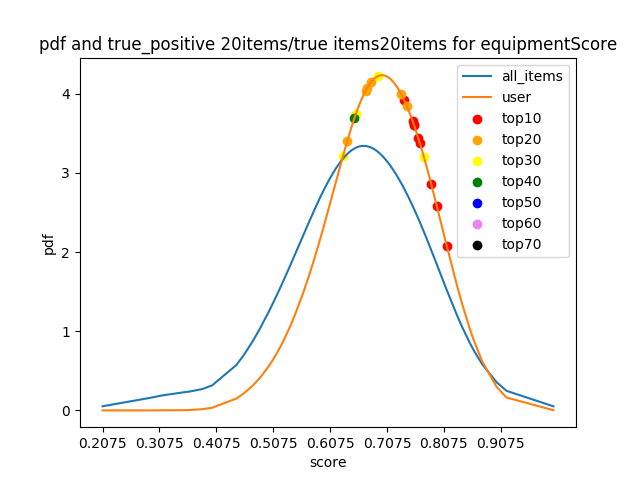 pdf and true_positive 20items/true items20items for equipmentScore
all_items
user
top10
top20
top30
top40
top50
top60
top70
pdf
4
3
2
1
0
0.2075 0.3075 0.4075 0.5075 0.6075 0.7075 0.8075 0.9075
score